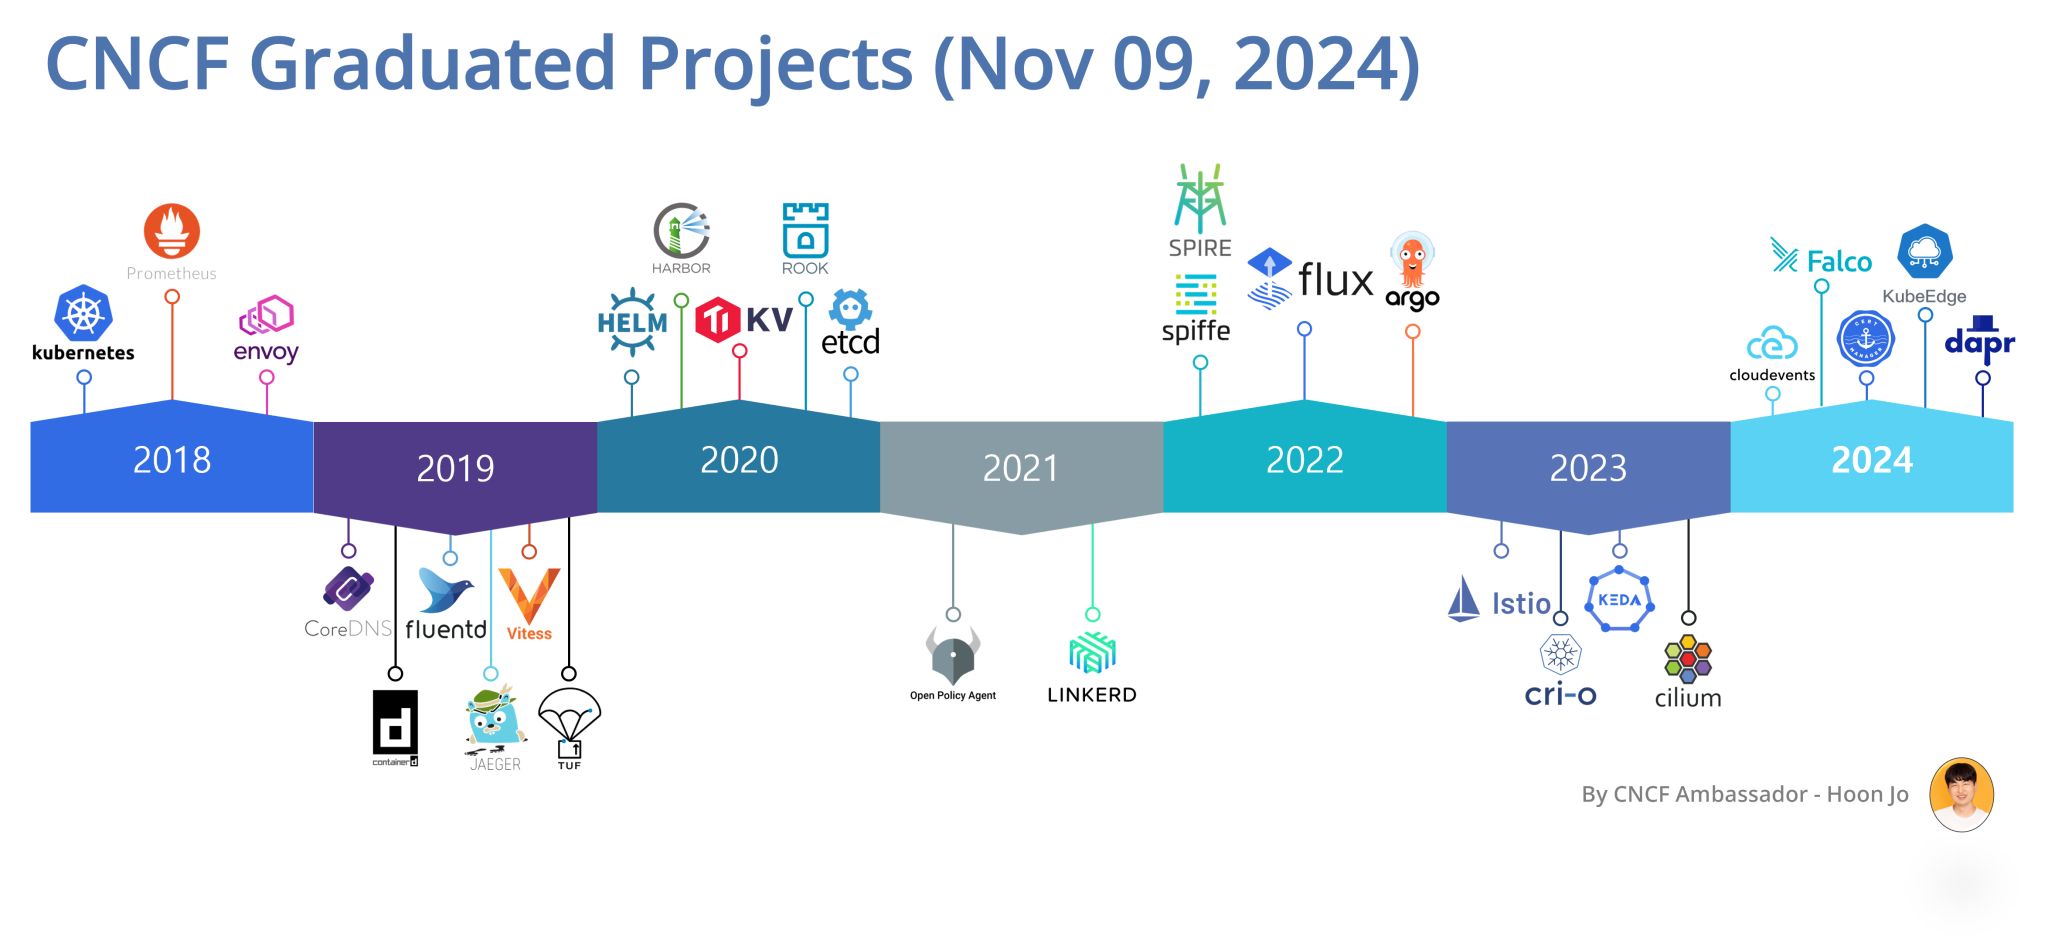 CNCF Graduated Projects (Nov 09, 2024)
kubernetes
Prometheus
envoy
HELM
HARBOR
TiKV
ROOK
etcd
SPIRE
spiffe
flux
argo
cloudevents
Falco
CERT
MANAGER
KubeEdge
dapr
2018
2019
2020
2021
2022
2023
2024
CoreDNS
d
containerd
fluentd
JAEGER
Vitess
TUF
Open Policy Agent
LINKERD
Istio
cri-o
KEDA
cilium
By CNCF Ambassador - Hoon Jo